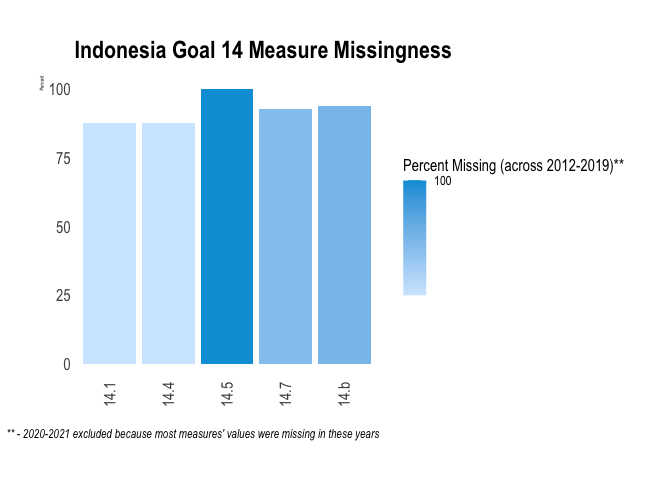 Indonesia Goal 14 Measure Missingness
Percent
100
75
50
25
0
14.1
14.4
14.5
14.7
14.b
Percent Missing (across 2012-2019)**
100
** - 2020-2021 excluded because most measures' values were missing in these years